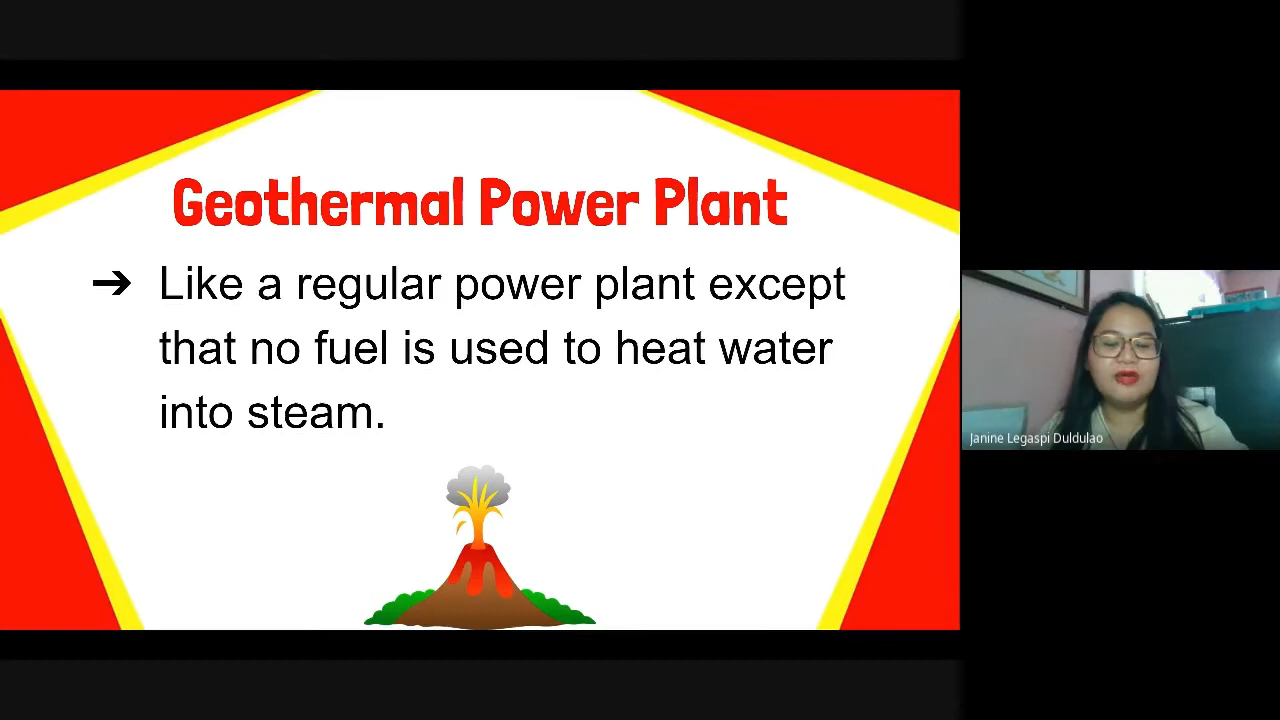 Geothermal Power Plant
➔ Like a regular power plant except
that no fuel is used to heat water
into steam.
Janine Legaspi Duldulao